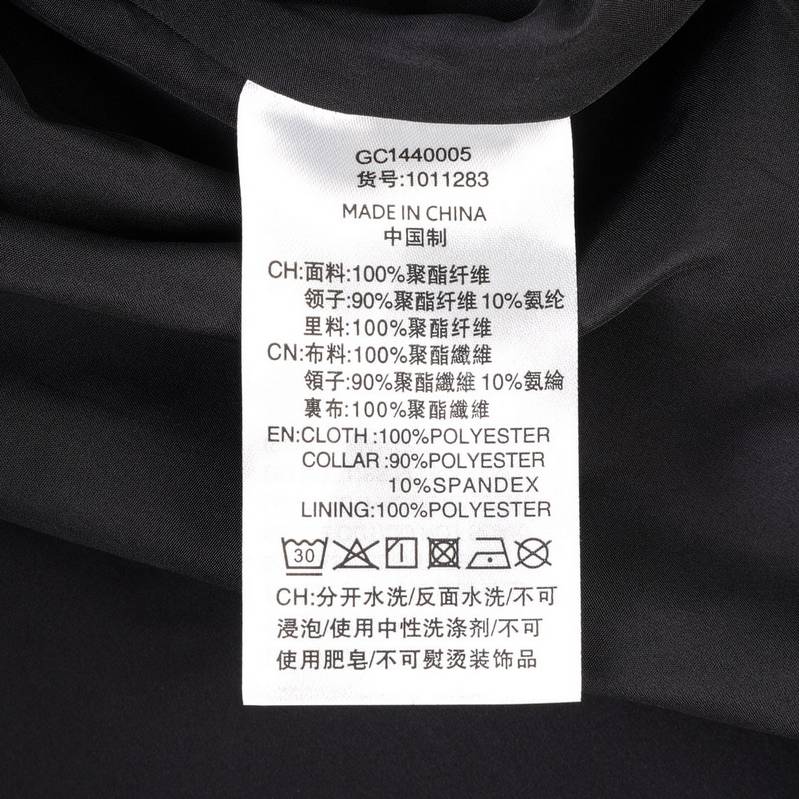 GC1440005
货号:1011283
MADE IN CHINA
中国制
CH:面料:100%聚酯纤维
领子:90%聚酯纤维 10%氨纶
里料:100%聚酯纤维
CN:布料:100%聚酯纖維
領子:90%聚酯纖維 10%氨綸
裏布:100%聚酯纖維
EN:CLOTH :100%POLYESTER
COLLAR :90%POLYESTER
10%SPANDEX
LINING:100%POLYESTER
30
CH:分开水洗/反面水洗/不可
浸泡/使用中性洗涤剂/不可
使用肥皂/不可熨烫装饰品